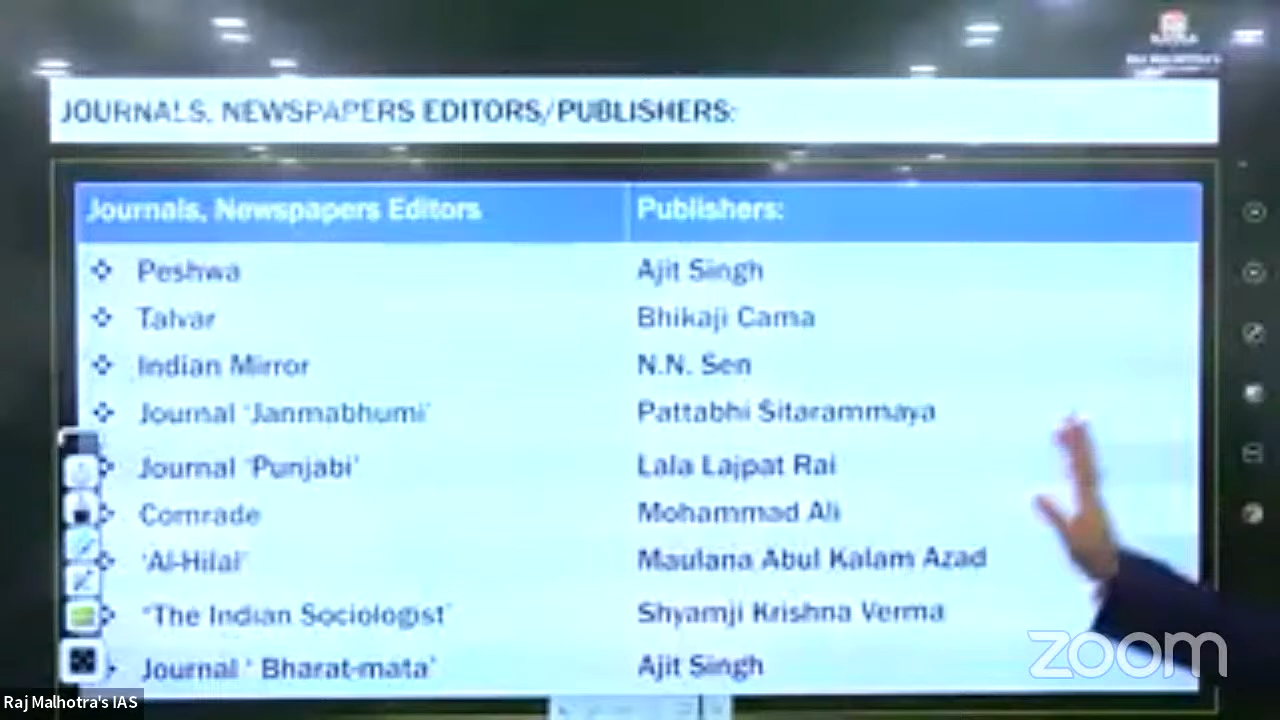 JOURNALS, NEWSPAPERS EDITORS/PUBLISHERS:
Journals, Newspapers Editors Publishers:
Peshwa Ajit Singh
Talvar Bhikaji Cama
Indian Mirror N.N. Sen
Journal 'Janmabhumi' Pattabhi Sitarammaya
Journal 'Punjabi' Lala Lajpat Rai
Comrade Mohammad Ali
'Al-Hilal' Maulana Abul Kalam Azad
'The Indian Sociologist' Shyamji Krishna Verma
Journal ' Bharat-mata' Ajit Singh
zoom
Raj Malhotra's IAS